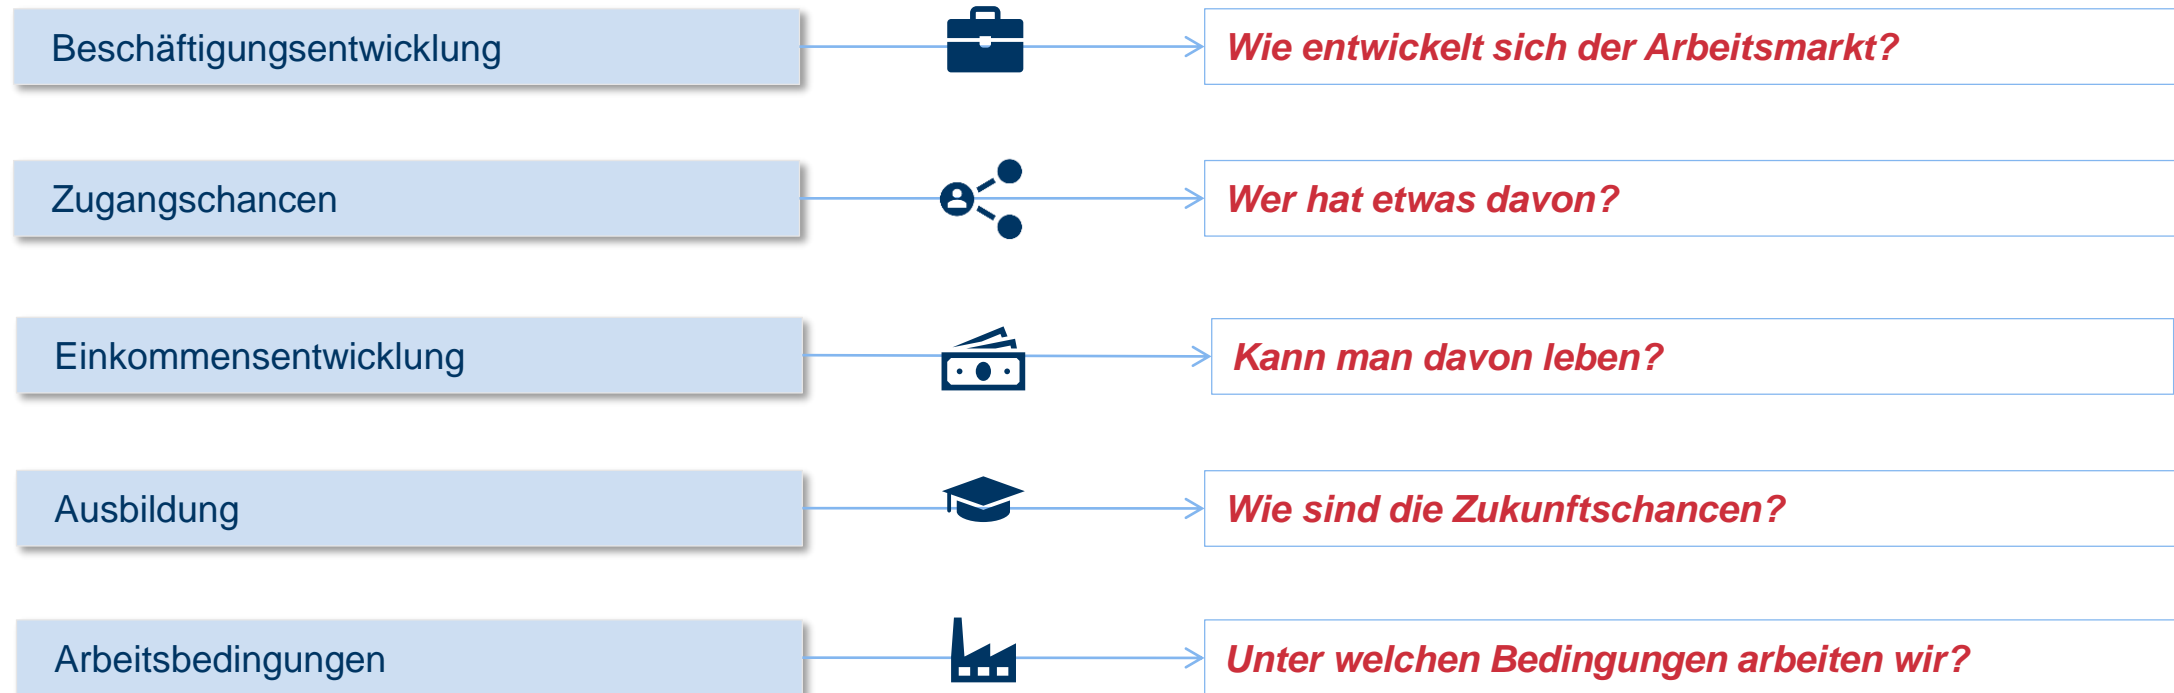 Beschäftigungsentwicklung
Wie entwickelt sich der Arbeitsmarkt?
Zugangschancen
Wer hat etwas davon?
Einkommensentwicklung
Kann man davon leben?
Ausbildung
Wie sind die Zukunftschancen?
Arbeitsbedingungen
Unter welchen Bedingungen arbeiten wir?